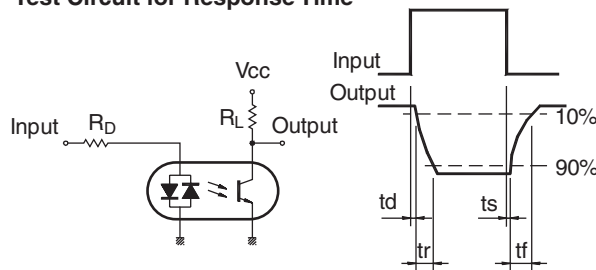 Test Circuit for Response Time
Input
R_D
Vcc
R_L
Output
Input
Output
10%
90%
td
ts
tr
tf